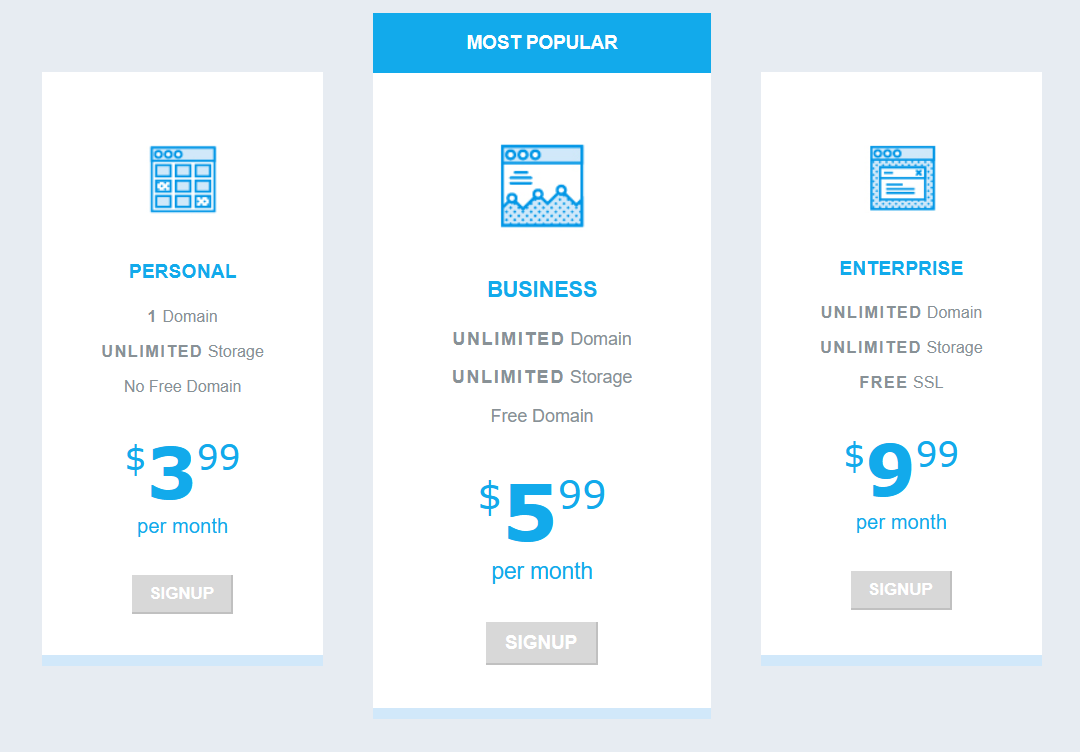 PERSONAL
1 Domain
UNLIMITED Storage
No Free Domain
$3 99
per month
SIGNUP
MOST POPULAR
BUSINESS
UNLIMITED Domain
UNLIMITED Storage
Free Domain
$5 99
per month
SIGNUP
ENTERPRISE
UNLIMITED Domain
UNLIMITED Storage
FREE SSL
$9 99
per month
SIGNUP